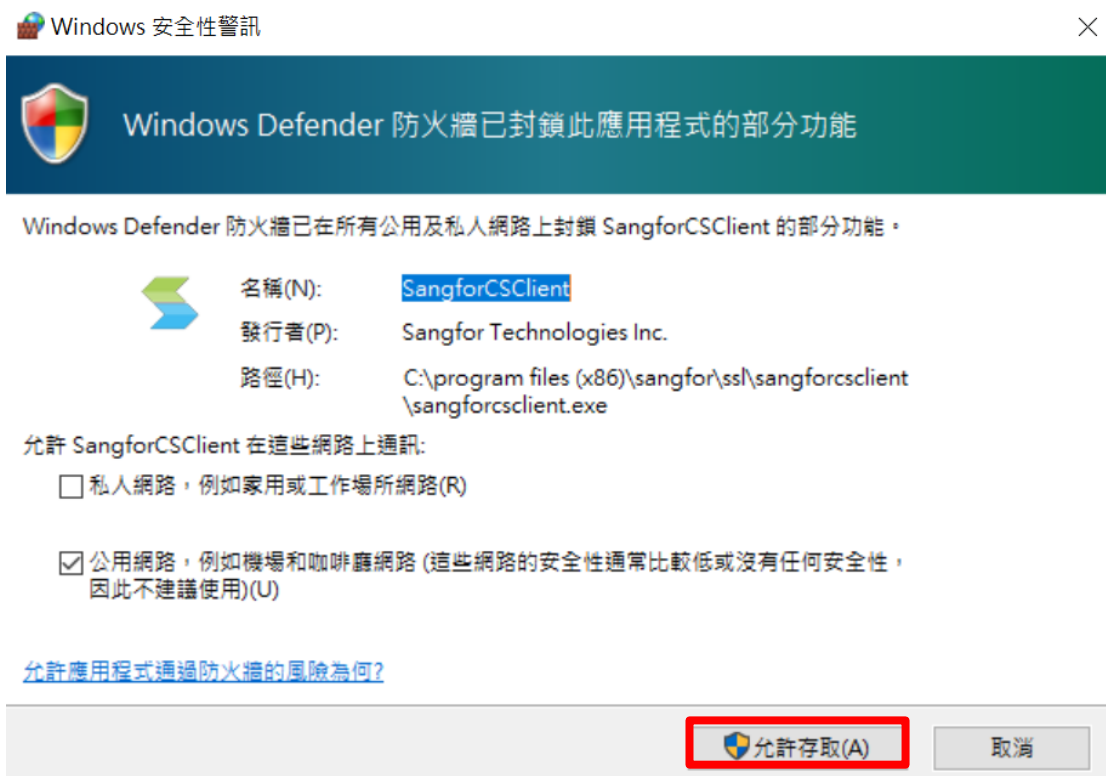 Windows 安全性警訊
Windows Defender 防火牆已封鎖此應用程式的部分功能
Windows Defender 防火牆已在所有公用及私人網路上封鎖 SangforCSClient 的部分功能。
名稱(N): SangforCSClient
發行者(P): Sangfor Technologies Inc.
路徑(H): C:\program files (x86)\sangfor\ssl\sangforcsclient
\sangforcsclient.exe
允許 SangforCSClient 在這些網路上通訊:
私人網路，例如家用或工作場所網路(R)
公用網路，例如機場和咖啡廳網路 (這些網路的安全性通常比較低或沒有任何安全性，
因此不建議使用)(U)
允許應用程式通過防火牆的風險為何?
允許存取(A) 取消